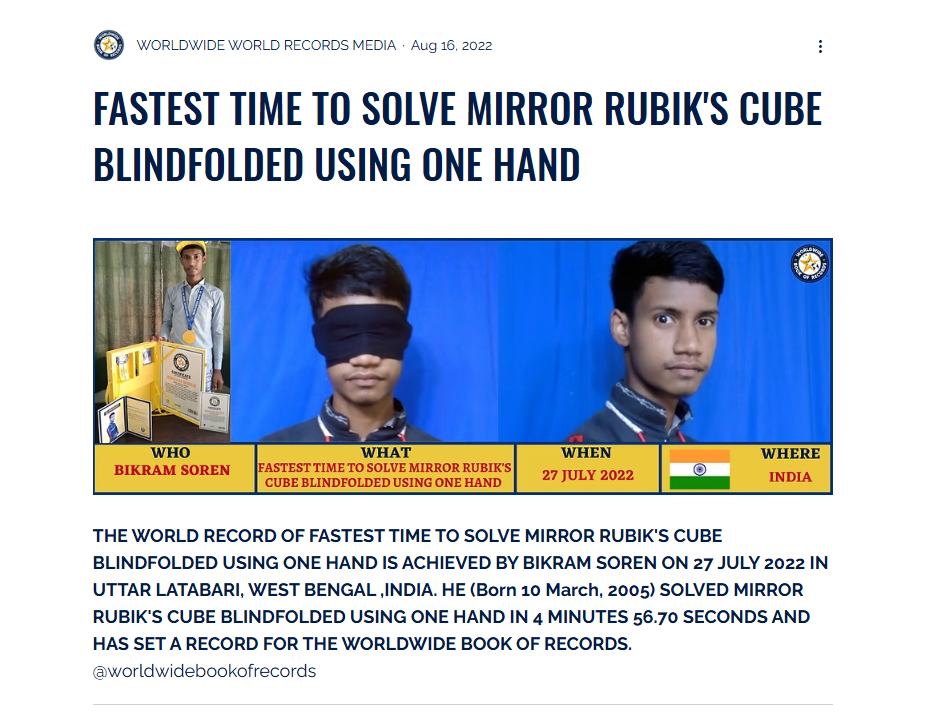 WORLDWIDE WORLD RECORDS MEDIA · Aug 16, 2022
FASTEST TIME TO SOLVE MIRROR RUBIK'S CUBE
BLINDFOLDED USING ONE HAND
WORLDWIDE
BOOK OF RECORDS
WHO
BIKRAM SOREN
WHAT
FASTEST TIME TO SOLVE MIRROR RUBIK'S
CUBE BLINDFOLDED USING ONE HAND
WHEN
27 JULY 2022
WHERE
INDIA
THE WORLD RECORD OF FASTEST TIME TO SOLVE MIRROR RUBIK'S CUBE
BLINDFOLDED USING ONE HAND IS ACHIEVED BY BIKRAM SOREN ON 27 JULY 2022 IN
UTTAR LATABARI, WEST BENGAL ,INDIA. HE (Born 10 March, 2005) SOLVED MIRROR
RUBIK'S CUBE BLINDFOLDED USING ONE HAND IN 4 MINUTES 56.70 SECONDS AND
HAS SET A RECORD FOR THE WORLDWIDE BOOK OF RECORDS.
@worldwidebookofrecords